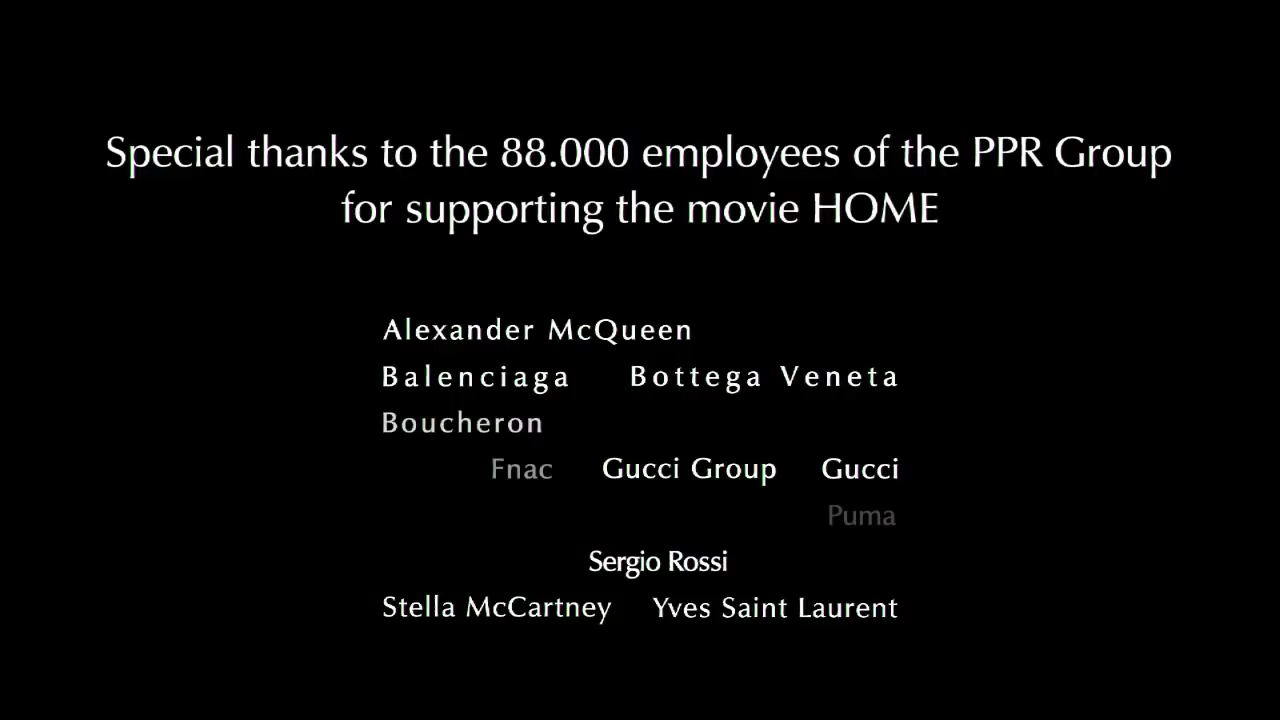 Special thanks to the 88.000 employees of the PPR Group
for supporting the movie HOME
Alexander McQueen
Balenciaga Bottega Veneta
Boucheron
Fnac Gucci Group Gucci
Puma
Sergio Rossi
Stella McCartney Yves Saint Laurent